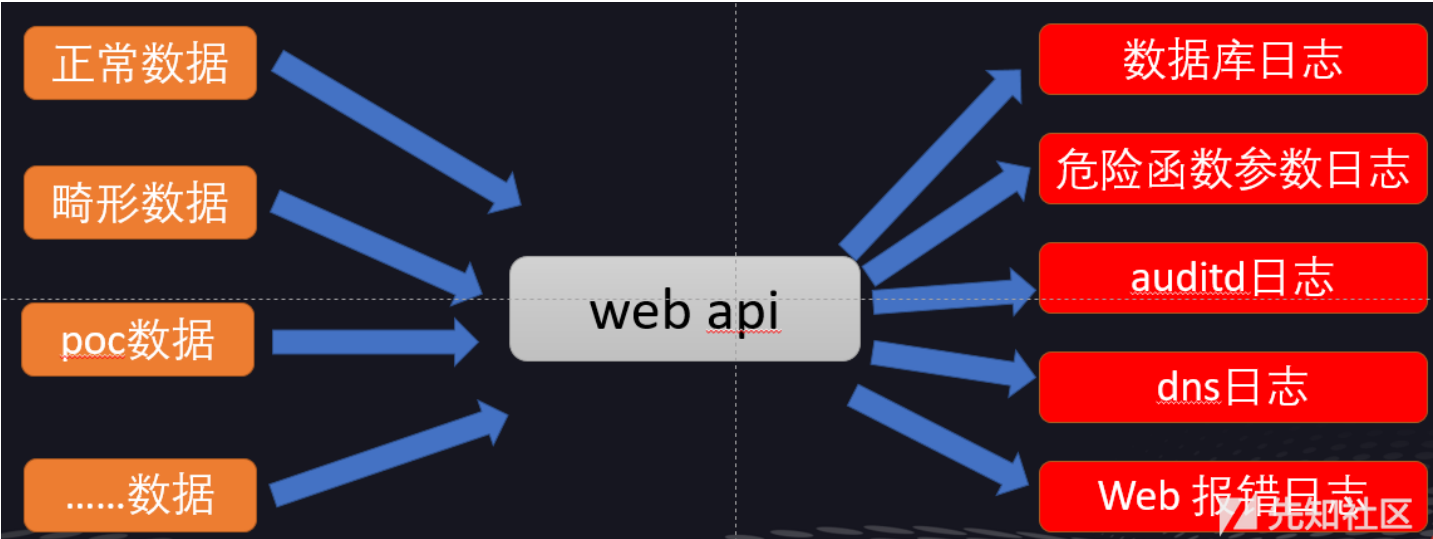 正常数据
畸形数据
poc数据
……数据
web api
数据库日志
危险函数参数日志
auditd日志
dns日志
Web 报错日志
先知社区